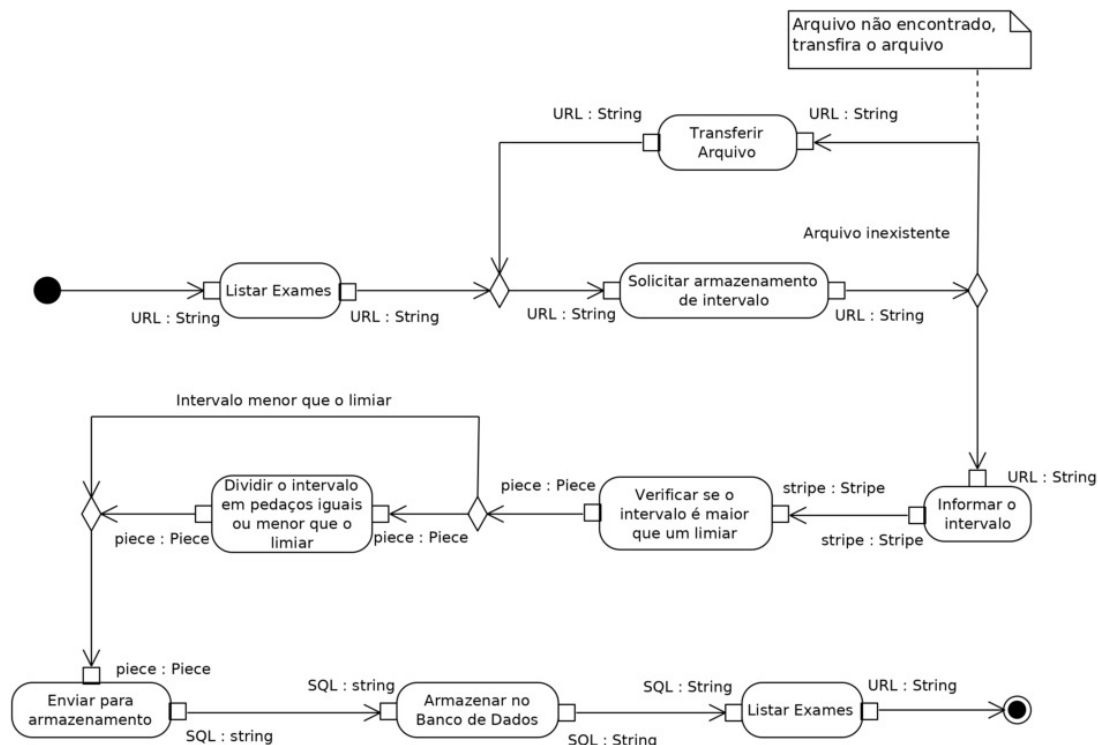 Arquivo não encontrado,
transfira o arquivo
URL : String
URL : String
Transferir
Arquivo
Arquivo inexistente
Listar Exames
Solicitar armazenamento
de intervalo
URL : String
URL : String
URL : String
URL : String
Intervalo menor que o limiar
Dividir o intervalo
em pedaços iguais
ou menor que o
limiar
piece : Piece
piece : Piece
piece : Piece
Verificar se o
intervalo é maior
que um limiar
stripe : Stripe
stripe : Stripe
URL : String
Informar o
intervalo
piece : Piece
Enviar para
armazenamento
SQL : string
SQL : string
Armazenar no
Banco de Dados
SQL : String
SQL : String
Listar Exames
URL : String